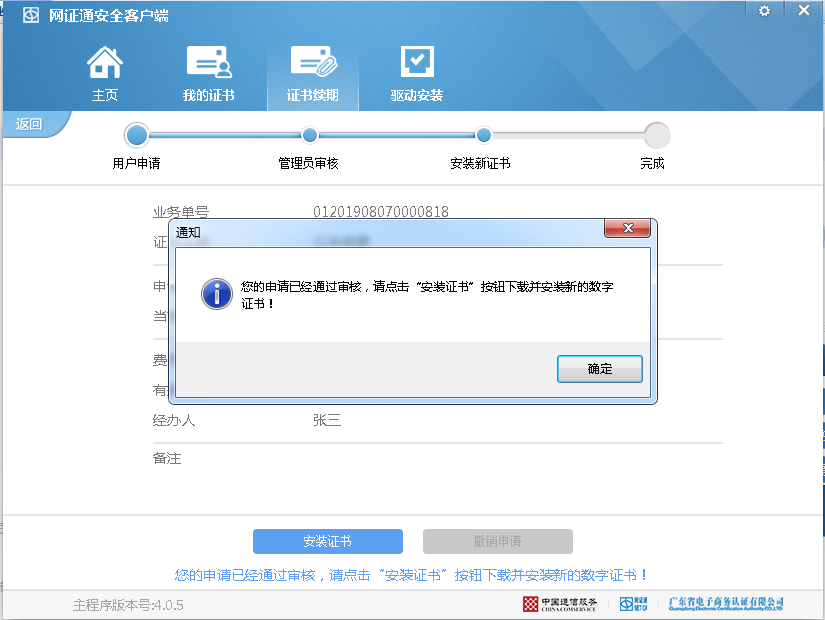 网证通安全客户端
主页
我的证书
证书续期
驱动安装
返回
用户申请
管理员审核
安装新证书
完成
业务单号 01201908070000818
通知
证
您的申请已经通过审核，请点击“安装证书”按钮下载并安装新的数字
证书！
申
当
费
确定
有
经办人 张三
备注
安装证书
撤销申请
您的申请已经通过审核，请点击“安装证书”按钮下载并安装新的数字证书！
主程序版本号:4.0.5
中国通信服务
CHINA COMSERVICE
网证通
NETCA
广东省电子商务认证有限公司
Guangdong Electronic Certification Authority CO.,LTD